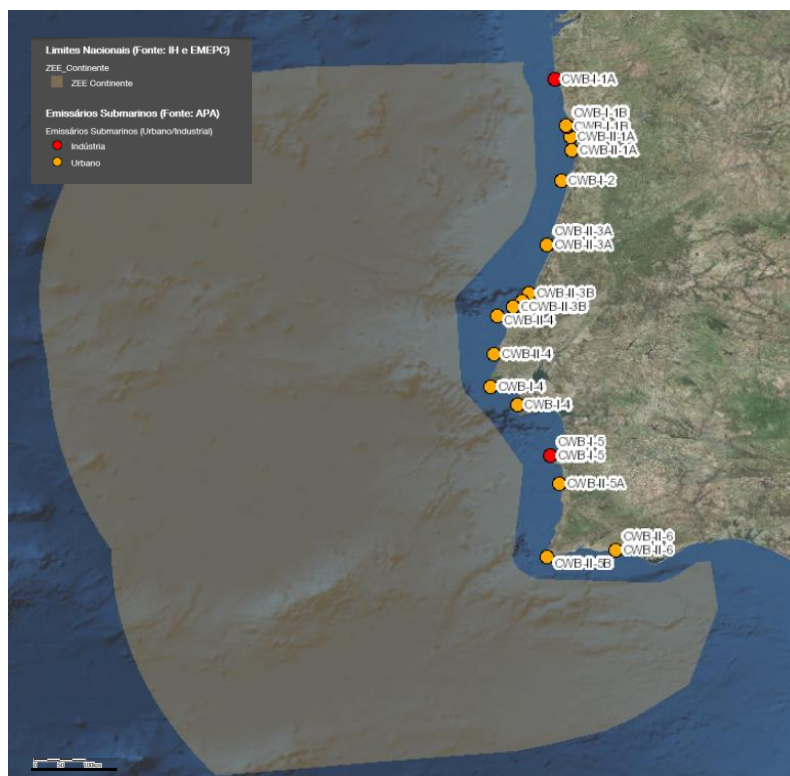 Limites Nacionais (Fonte: IH e EMEPC)
ZEE_Continente
ZEE Continente
Emissários Submarinos (Fonte: APA)
Emissários Submarinos (Urbano/Industrial)
Indústria
Urbano
CWB-I-1A
CWB-I-1B
CWB-I-1B
CWB-II-1A
CWB-II-1A
CWB-I-2
CWB-II-3A
CWB-II-3A
CWB-II-3B
CWB-II-3B
CWB-II-4
CWB-II-4
CWB-I-4
CWB-I-4
CWB-I-5
CWB-I-5
CWB-II-5A
CWB-II-6
CWB-II-6
CWB-II-5B